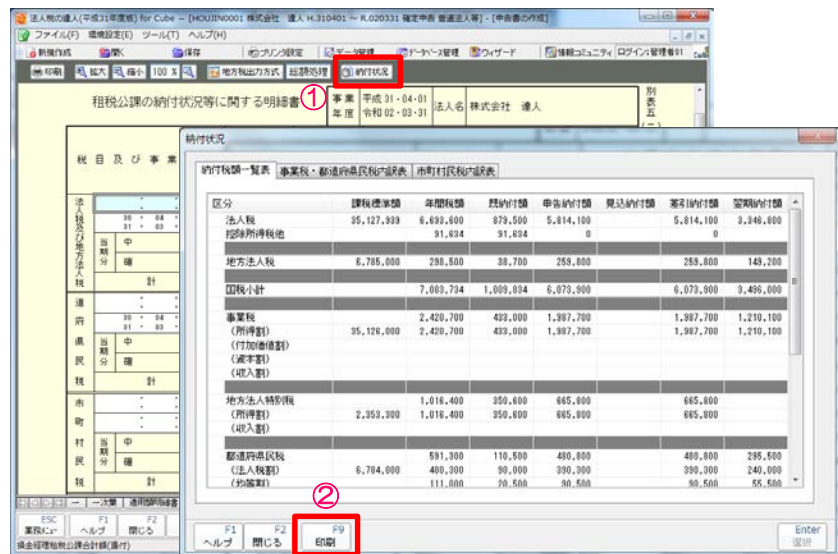 法人税の達人(平成31年度版) for Cube - [HOUJIN0001 株式会社 達人 H.310401 ～ R.020331 確定申告 普通法人等] - [申告書の作成]
ファイル(F) 環境設定(E) ツール(T) ヘルプ(H)
新規作成 開く 保存 データ管理 データベース管理 ウィザード 情報コミュニティ ログイン:管理者01
印刷 拡大 縮小 100 % 地方税出力方式 総額処理 納付状況
①
租税公課の納付状況等に関する明細書
事業年度 平成 31・04・01 令和 02・03・31 法人名 株式会社 達人
別表五(二)
税目及び事業
法人税及び地方法人税
30・04
31・03
当期分 中
確
計
道府県民税
30・04
31・03
当期分 中
確
計
市町村民税
当期分 中
確
計
一次葉
ESC F1 F2
業務メニュー ヘルプ 閉じる
損金経理租税公課合計額(還付)
納付状況
納付税額一覧表 事業税・都道府県民税内訳表 市町村民税内訳表
区分 課税標準額 年間税額 既納付額 申告納付額 見込納付額 差引納付額 翌期納付額
法人税 35,127,939 6,693,600 879,500 5,814,100 5,814,100 3,346,800
控除所得税他 91,634 91,634 0 0
地方法人税 6,785,000 298,500 38,700 259,800 259,800 149,200
国税小計 7,083,734 1,009,834 6,073,900 6,073,900 3,496,000
事業税 2,420,700 433,000 1,987,700 1,987,700 1,210,100
(所得割) 35,126,000 2,420,700 433,000 1,987,700 1,987,700 1,210,100
(付加価値割)
(資本割)
(収入割)
地方法人特別税 1,016,400 350,600 665,800 665,800
(所得割) 2,353,300 1,016,400 350,600 665,800 665,800
(収入割)
都道府県民税 591,300 110,500 480,800 480,800 295,500
(法人税割) 6,784,000 480,300 90,000 390,300 390,300 240,000
(均等割) 111,000 20,500 90,500 90,500 55,500
②
F1 F2 F9 Enter
ヘルプ 閉じる 印刷 選択